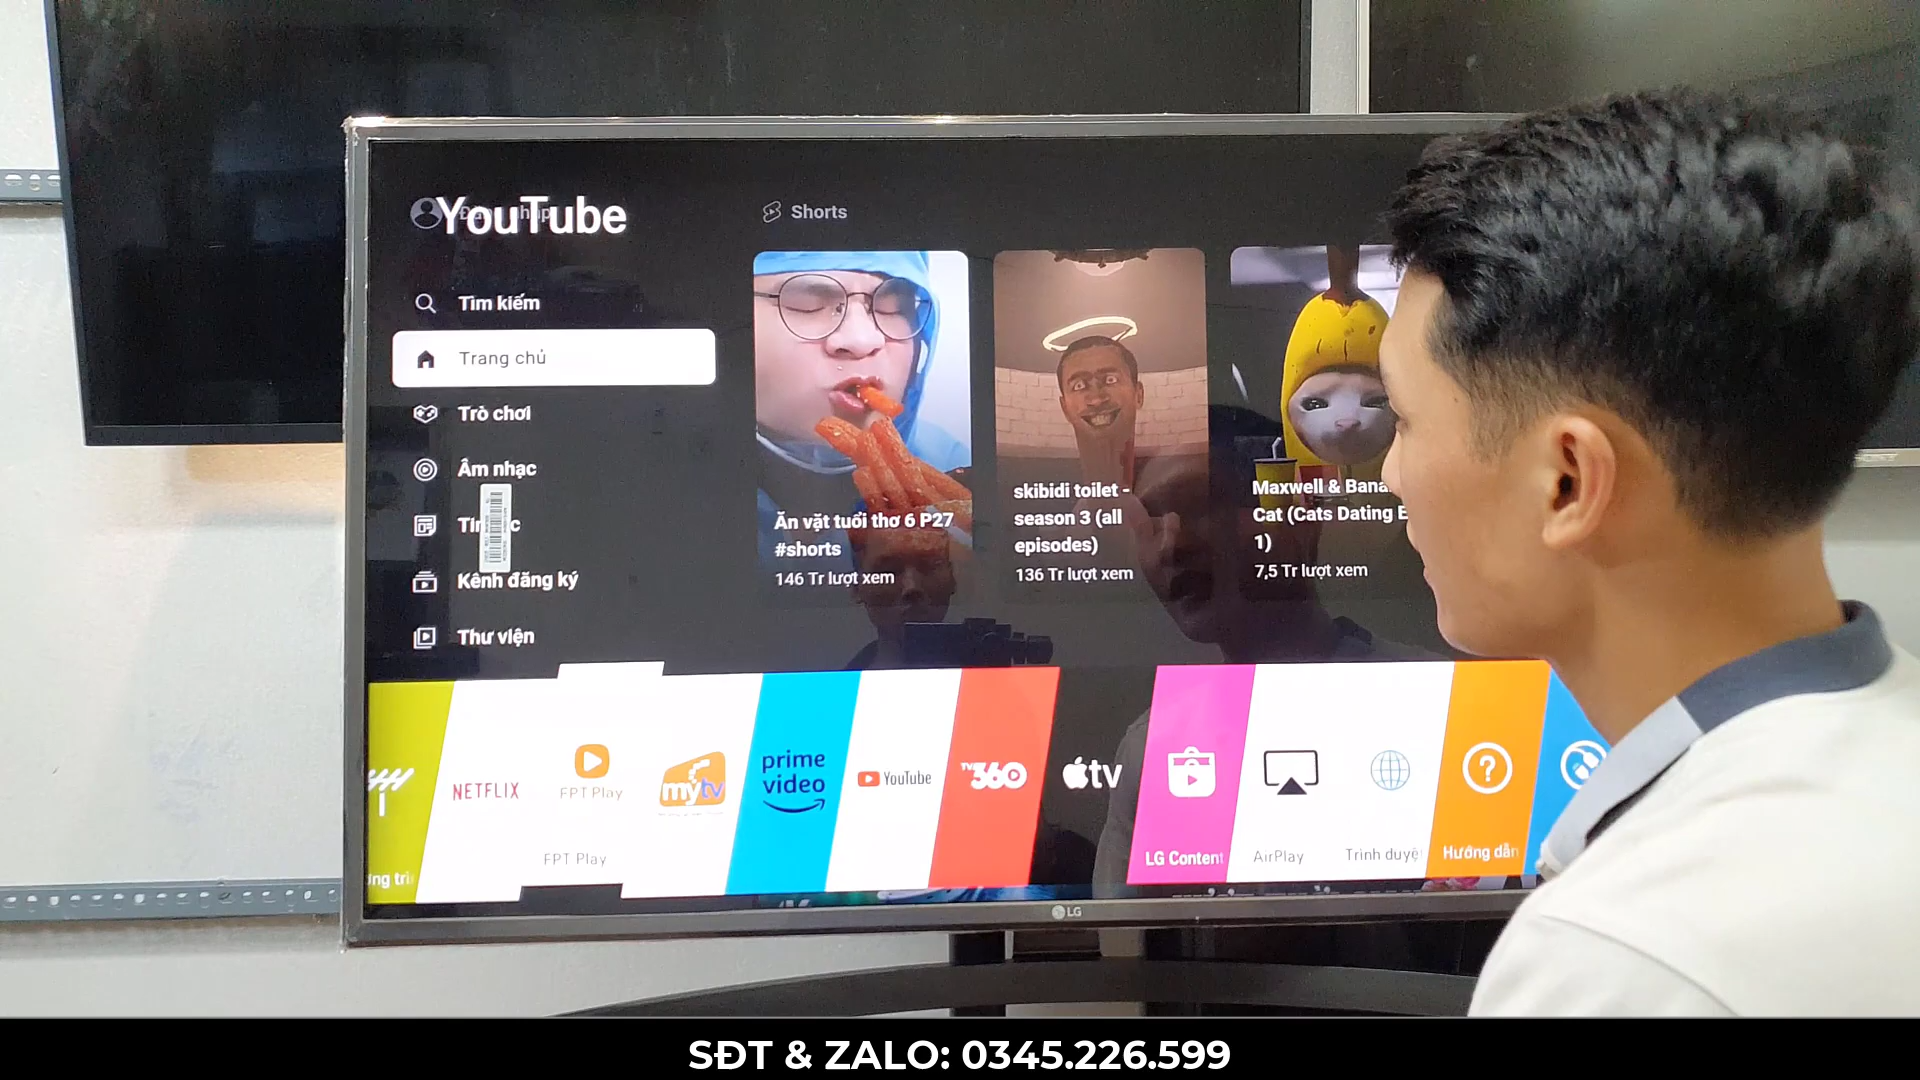 YouTube
Shorts
Tìm kiếm
Trang chủ
Trò chơi
Âm nhạc
Kênh đăng ký
Thư viện
Ăn vặt tuổi thơ 6 P27
#shorts
146 Tr lượt xem
skibidi toilet -
season 3 (all
episodes)
136 Tr lượt xem
Maxwell & Bana
Cat (Cats Dating E
1)
7,5 Tr lượt xem
NETFLIX
FPT Play
FPT Play
mytv
prime
video
YouTube
TV360
tv
LG Content
AirPlay
Trình duyệ
Hướng dẫn
LG
SĐT & ZALO: 0345.226.599